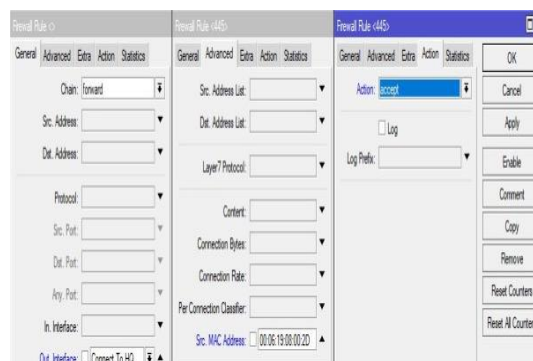 Firewall Rule <>
General Advanced Extra Action Statistics
Chain: forward
Src. Address:
Dst. Address:
Protocol:
Src. Port:
Dst. Port:
Any. Port:
In. Interface:
Out. Interface: Connect To HQ
Firewall Rule <445>
General Advanced Extra Action Statistics
Src. Address List:
Dst. Address List:
Layer7 Protocol:
Content:
Connection Bytes:
Connection Rate:
Per Connection Classifier:
Src. MAC Address: 00:06:19:08:00:2D
Firewall Rule <445>
General Advanced Extra Action Statistics
Action: accept
Log
Log Prefix:
OK
Cancel
Apply
Enable
Comment
Copy
Remove
Reset Counters
Reset All Counter